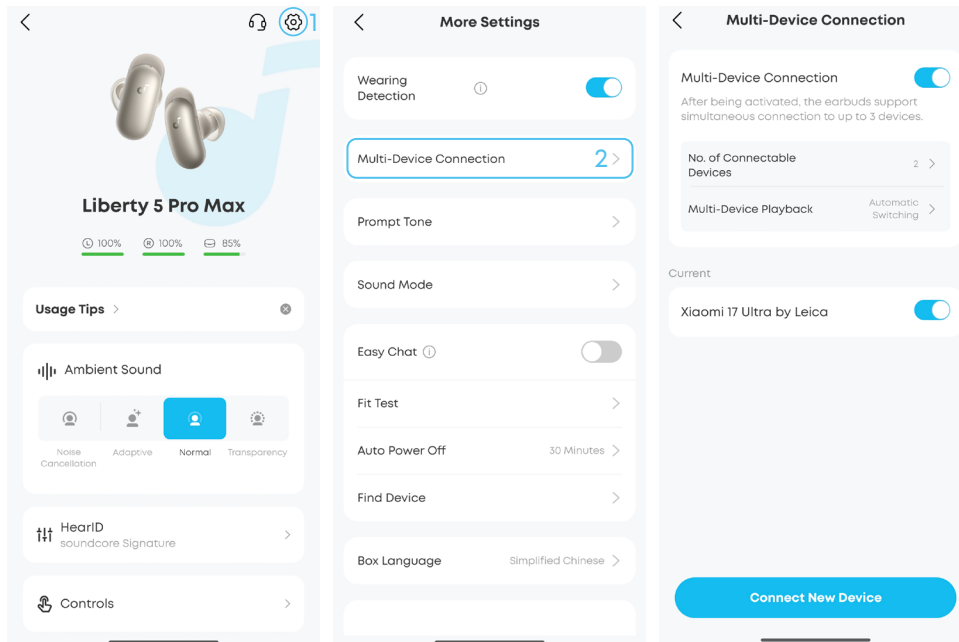 1
Liberty 5 Pro Max
L 100%
R 100%
85%
Usage Tips
Ambient Sound
Noise
Cancellation
Adaptive
Normal
Transparency
HearID
soundcore Signature
Controls
More Settings
Wearing
Detection
Multi-Device Connection 2
Prompt Tone
Sound Mode
Easy Chat
Fit Test
Auto Power Off 30 Minutes
Find Device
Box Language Simplified Chinese
Multi-Device Connection
Multi-Device Connection
After being activated, the earbuds support
simultaneous connection to up to 3 devices.
No. of Connectable
Devices
2
Multi-Device Playback
Automatic
Switching
Current
Xiaomi 17 Ultra by Leica
Connect New Device